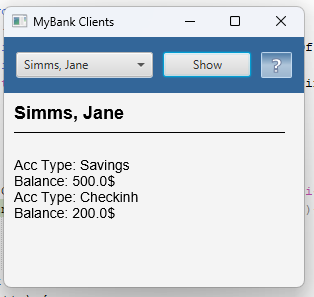 MyBank Clients
Simms, Jane
Show
?
Simms, Jane
Acc Type: Savings
Balance: 500.0$
Acc Type: Checkinh
Balance: 200.0$